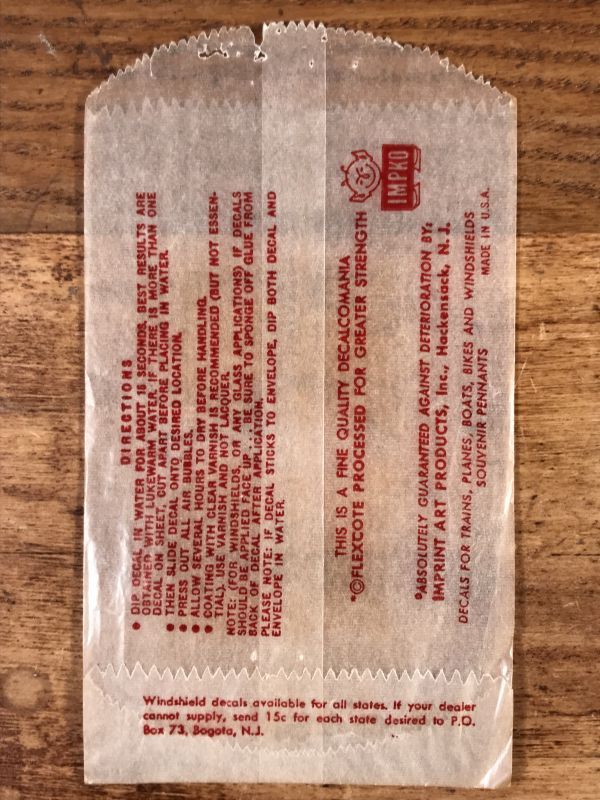 DIRECTIONS
● DIP DECAL IN WATER FOR ABOUT 15 SECONDS. BEST RESULTS ARE
OBTAINED WITH LUKEWARM WATER. IF THERE IS MORE THAN ONE
DECAL ON SHEET, CUT APART BEFORE PLACING IN WATER.
● THEN SLIDE DECAL ONTO DESIRED LOCATION.
● PRESS OUT ALL AIR BUBBLES.
● ALLOW SEVERAL HOURS TO DRY BEFORE HANDLING.
● COATING WITH CLEAR VARNISH IS RECOMMENDED (BUT NOT ESSEN-
TIAL). USE VARNISH AND NOT LACQUER.
NOTE: (FOR WINDSHIELDS, OR ANY GLASS APPLICATIONS) IF DECALS
SHOULD BE APPLIED FACE UP . . . BE SURE TO SPONGE OFF GLUE FROM
BACK OF DECAL AFTER APPLICATION.
PLEASE NOTE: IF DECAL STICKS TO ENVELOPE, DIP BOTH DECAL AND
ENVELOPE IN WATER.
THIS IS A FINE QUALITY DECALCOMANIA
*©FLEXCOTE PROCESSED FOR GREATER STRENGTH
IMPKO
*ABSOLUTELY GUARANTEED AGAINST DETERIORATION BY:
IMPRINT ART PRODUCTS, Inc., Hackensack, N. J.
DECALS FOR TRAINS, PLANES, BOATS, BIKES AND WINDSHIELDS
SOUVENIR PENNANTS
MADE IN U.S.A.
Windshield decals available for all states. If your dealer
cannot supply, send 15c for each state desired to P.O.
Box 73, Bogota, N.J.